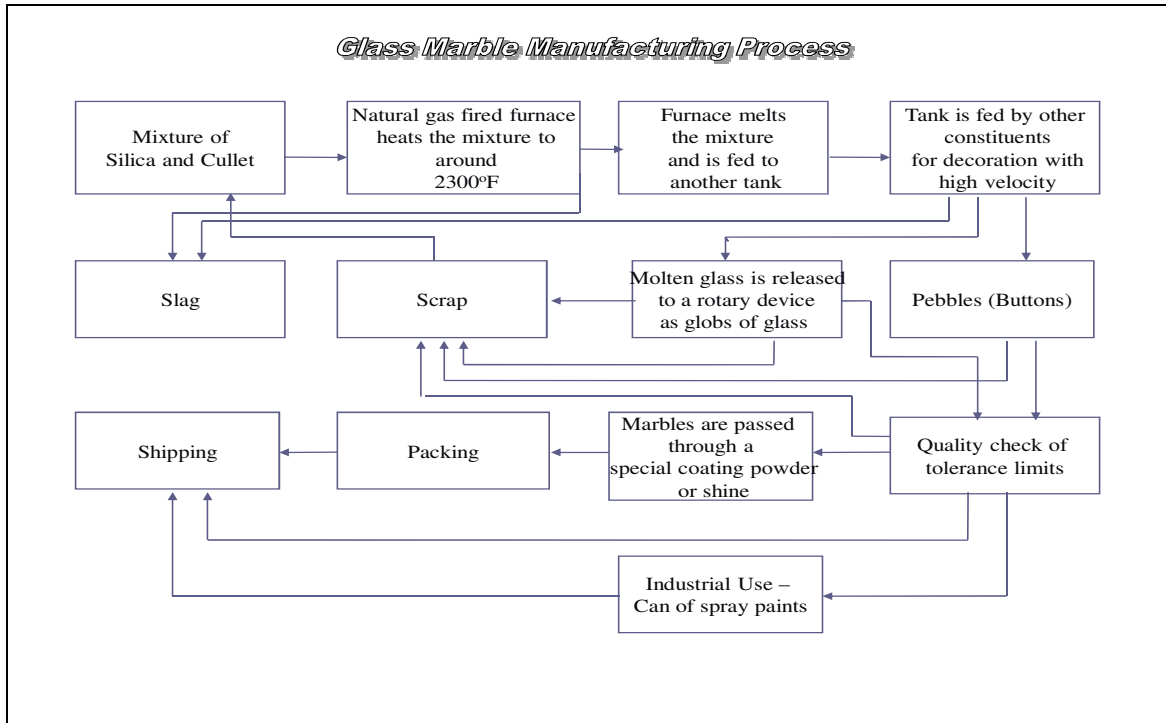 Glass Marble Manufacturing Process
Mixture of
Silica and Cullet
Natural gas fired furnace
heats the mixture to
around
2300°F
Furnace melts
the mixture
and is fed to
another tank
Tank is fed by other
constituents
for decoration with
high velocity
Slag
Scrap
Molten glass is released
to a rotary device
as globs of glass
Pebbles (Buttons)
Shipping
Packing
Marbles are passed
through a
special coating powder
or shine
Quality check of
tolerance limits
Industrial Use –
Can of spray paints